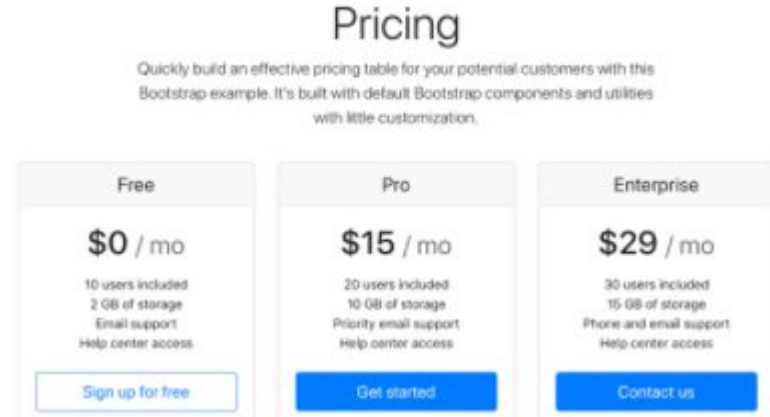 Pricing
Quickly build an effective pricing table for your potential customers with this
Bootstrap example. It's built with default Bootstrap components and utilities
with little customization.
Free
$0 / mo
10 users included
2 GB of storage
Email support
Help center access
Sign up for free
Pro
$15 / mo
20 users included
10 GB of storage
Priority email support
Help center access
Get started
Enterprise
$29 / mo
30 users included
15 GB of storage
Phone and email support
Help center access
Contact us